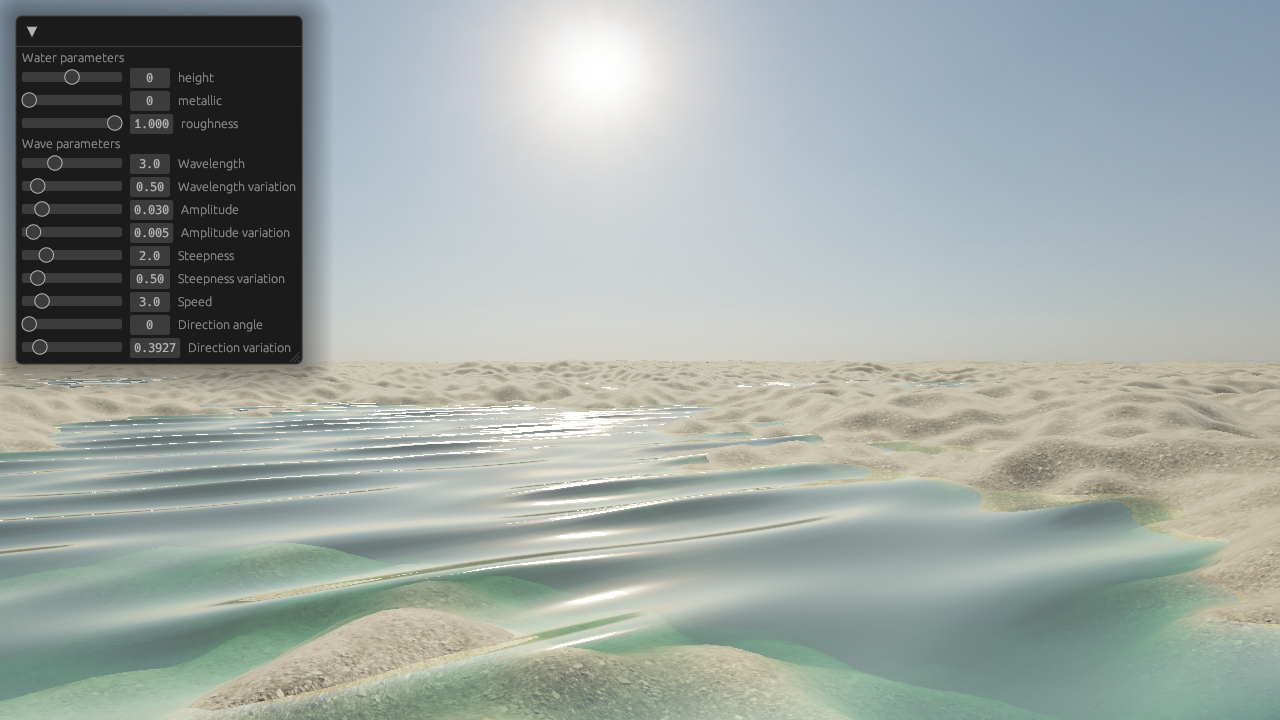 Water parameters
0 height
0 metallic
1.000 roughness
Wave parameters
3.0 Wavelength
0.50 Wavelength variation
0.030 Amplitude
0.005 Amplitude variation
2.0 Steepness
0.50 Steepness variation
3.0 Speed
0 Direction angle
0.3927 Direction variation